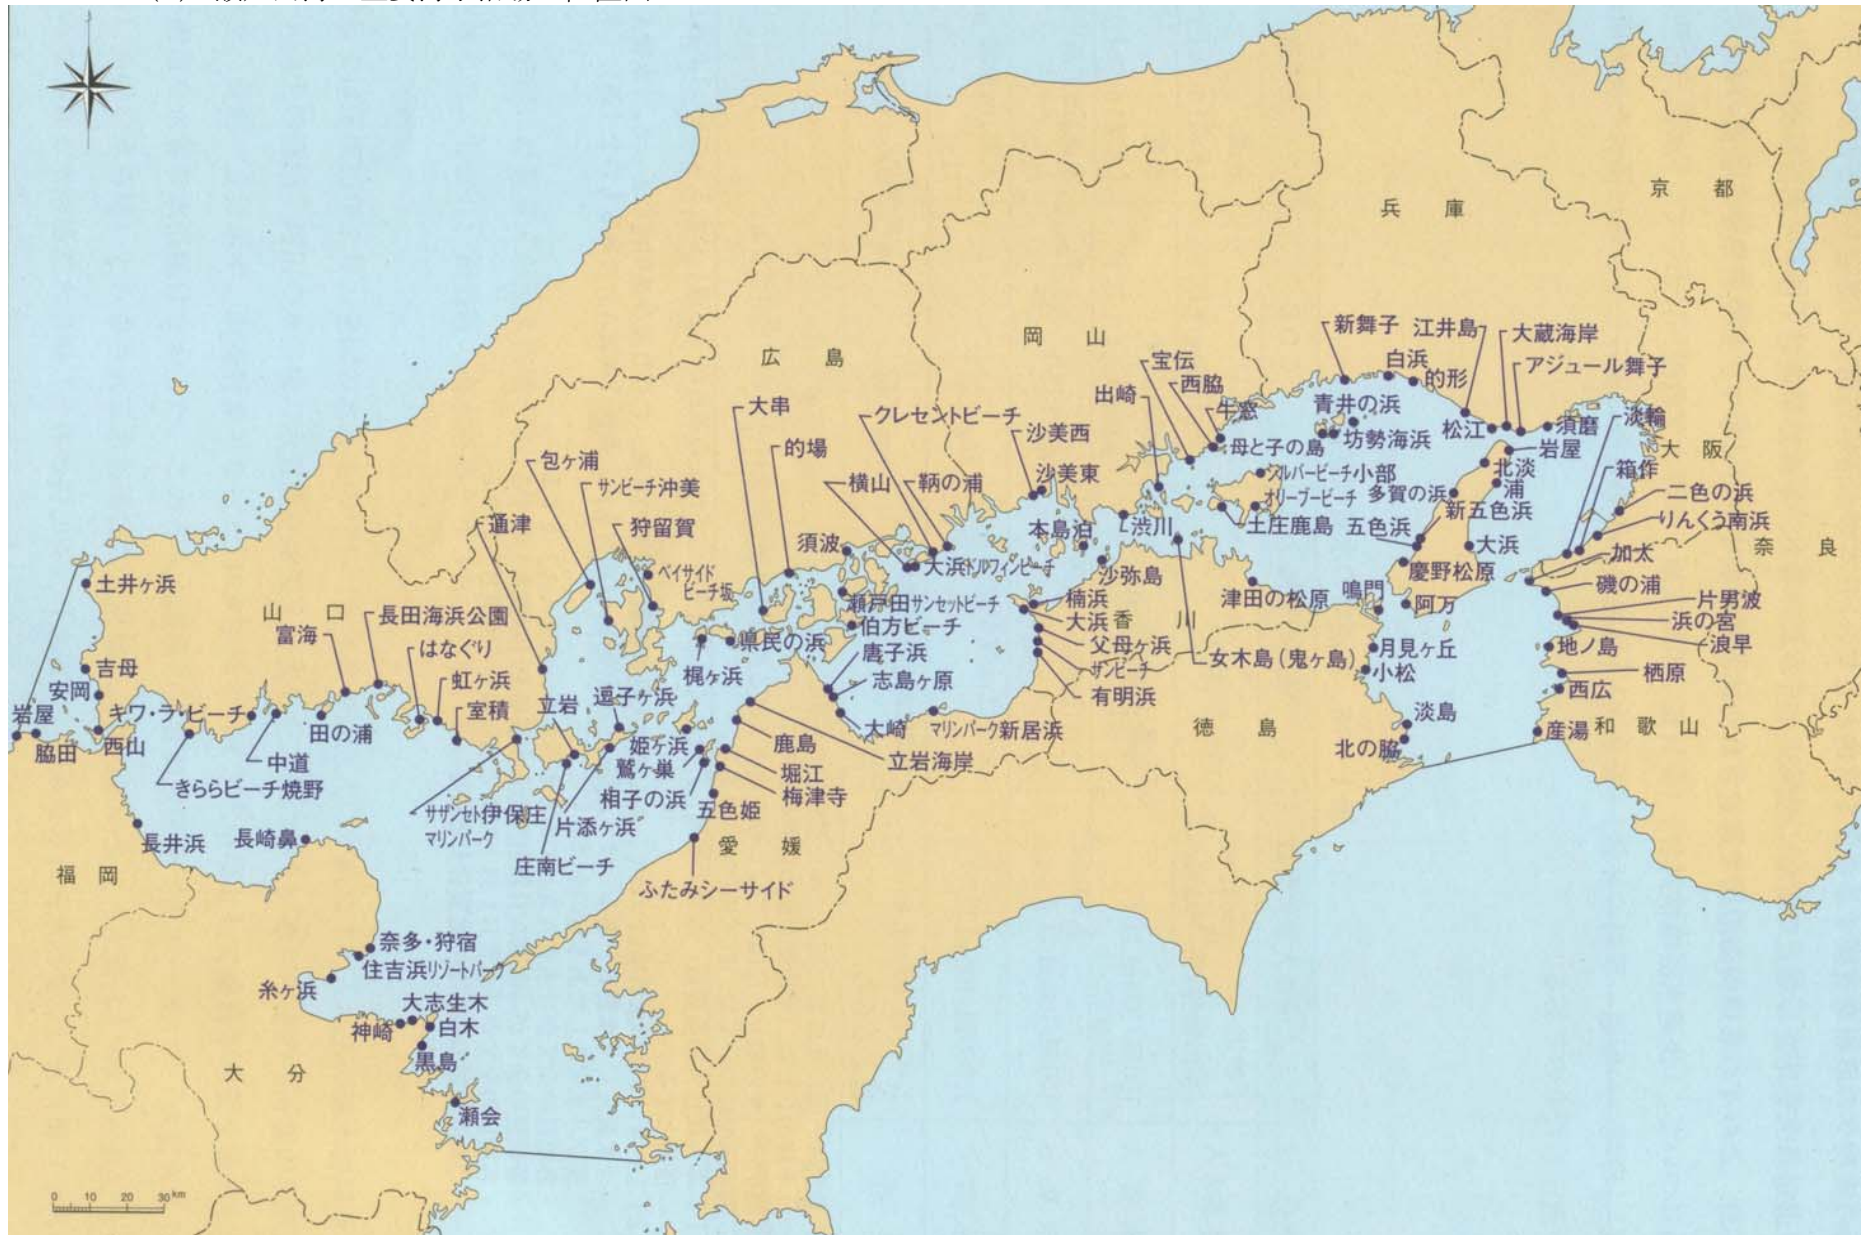 京都
兵庫
岡山
広島
大阪
奈良
山口
香川
徳島
和歌山
愛媛
福岡
大分
新舞子
江井島
大蔵海岸
白浜
的形
アジュール舞子
宝伝
西脇
牛窓
出崎
青井の浜
淡輪
松江
須磨
坊勢海浜
母と子の島
岩屋
箱作
大串
クレセントビーチ
沙美西
沙美東
的場
横山
鞆の浦
包ヶ浦
サンビーチ沖美
狩留賀
通津
シルバービーチ小部
オリーブービーチ
北淡
浦
多賀の浜
二色の浜
りんくう南浜
新五色浜
五色浜
土庄鹿島
渋川
本島泊
須波
大浜
ドルフィンビーチ
沙弥島
大浜
慶野松原
加太
磯の浦
ベイサイド
ビーチ坂
瀬戸田サンセットビーチ
楠浜
大浜
津田の松原
鳴門
阿万
片男波
浜の宮
浪早
土井ヶ浜
長田海浜公園
富海
はなぐり
県民の浜
伯方ビーチ
唐子浜
父母ヶ浜
サンビーチ
有明浜
女木島(鬼ヶ島)
月見ヶ丘
小松
地ノ島
栖原
西広
吉母
安岡
虹ヶ浜
室積
立岩
逗子ヶ浜
梶ヶ浜
志島ヶ原
岩屋
脇田
西山
キワ・ラ・ビーチ
田の浦
中道
きららビーチ焼野
姫ヶ浜
鷲ヶ巣
鹿島
大崎
マリンパーク新居浜
淡島
北の脇
産湯
立岩海岸
堀江
梅津寺
相子の浜
五色姫
サザンセト伊保庄
マリンパーク
片添ヶ浜
長井浜
長崎鼻
庄南ビーチ
ふたみシーサイド
奈多・狩宿
住吉浜リゾートパーク
糸ヶ浜
大志生木
神崎
白木
黒島
瀬会
0 10 20 30km